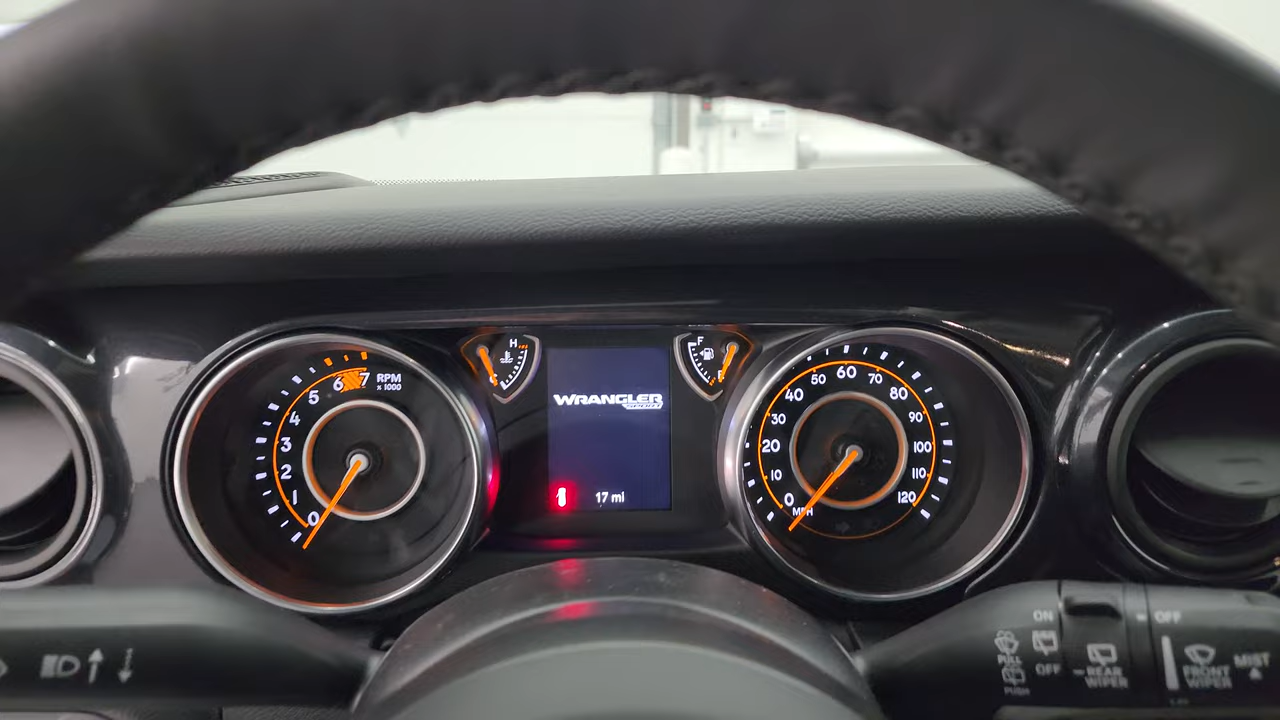 6 7 RPM
x 1000
5
4
3
2
1
0
H
WRANGLER
SPORT
17 mi
F
50 60 70
40 80
30 90
20 100
10 110
0 120
MPH
ON
OFF
PULL
OFF
PUSH
REAR
WIPER
FRONT
WIPER
MIST